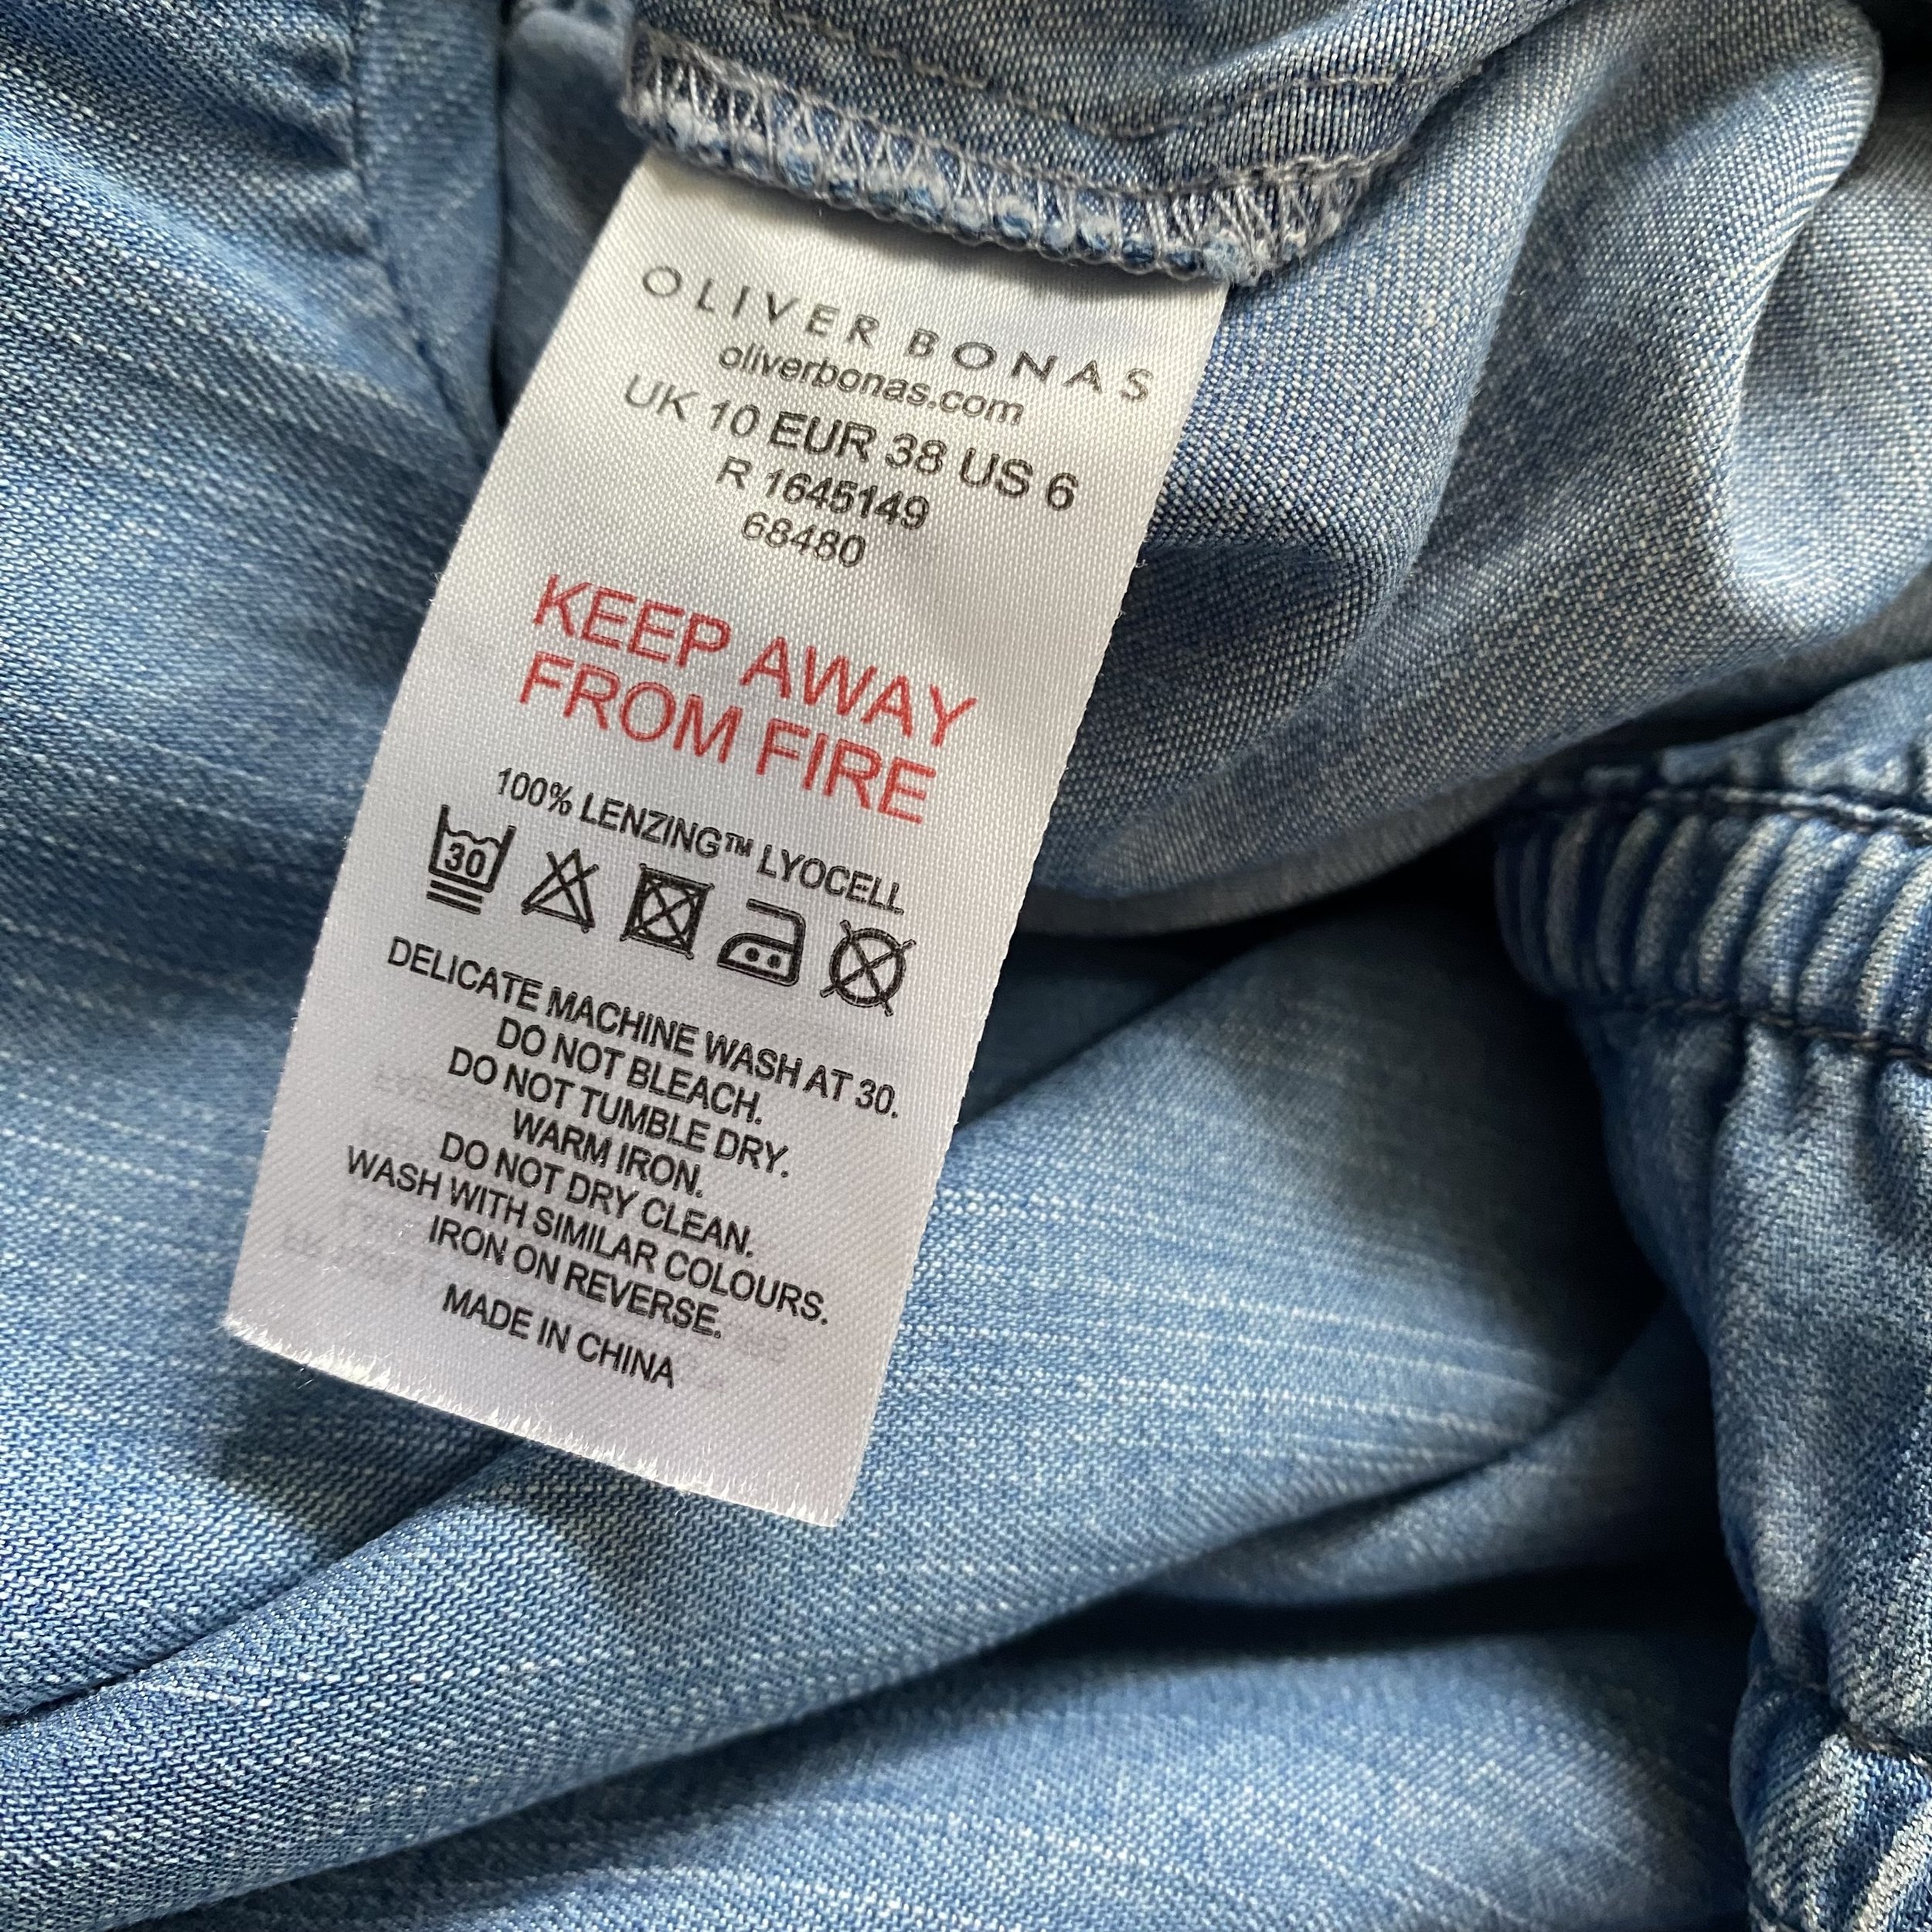 OLIVER BONAS
oliverbonas.com
UK 10 EUR 38 US 6
R 1645149
68480
KEEP AWAY
FROM FIRE
100% LENZING™ LYOCELL
30
DELICATE MACHINE WASH AT 30.
DO NOT BLEACH.
DO NOT TUMBLE DRY.
WARM IRON.
DO NOT DRY CLEAN.
WASH WITH SIMILAR COLOURS.
IRON ON REVERSE.
MADE IN CHINA